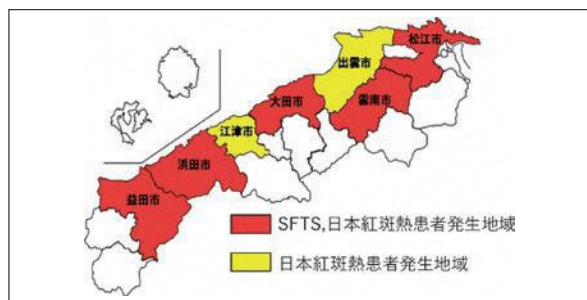 松江市
出雲市
大田市
雲南市
江津市
浜田市
益田市
SFTS,日本紅斑熱患者発生地域
日本紅斑熱患者発生地域